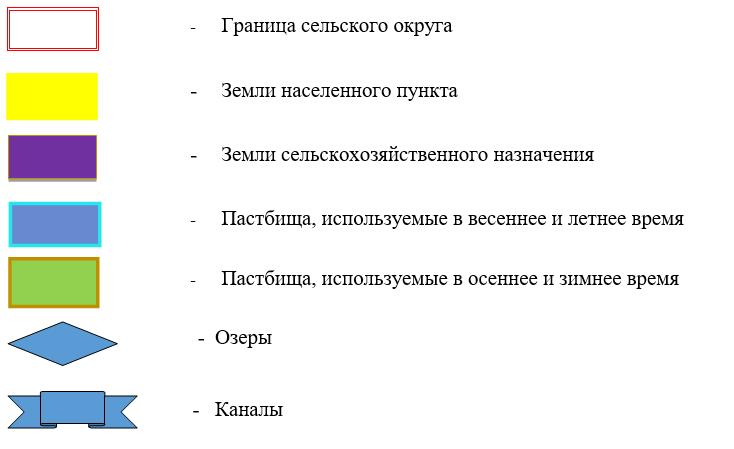 - Граница сельского округа
- Земли населенного пункта
- Земли сельскохозяйственного назначения
- Пастбища, используемые в весеннее и летнее время
- Пастбища, используемые в осеннее и зимнее время
- Озеры
- Каналы